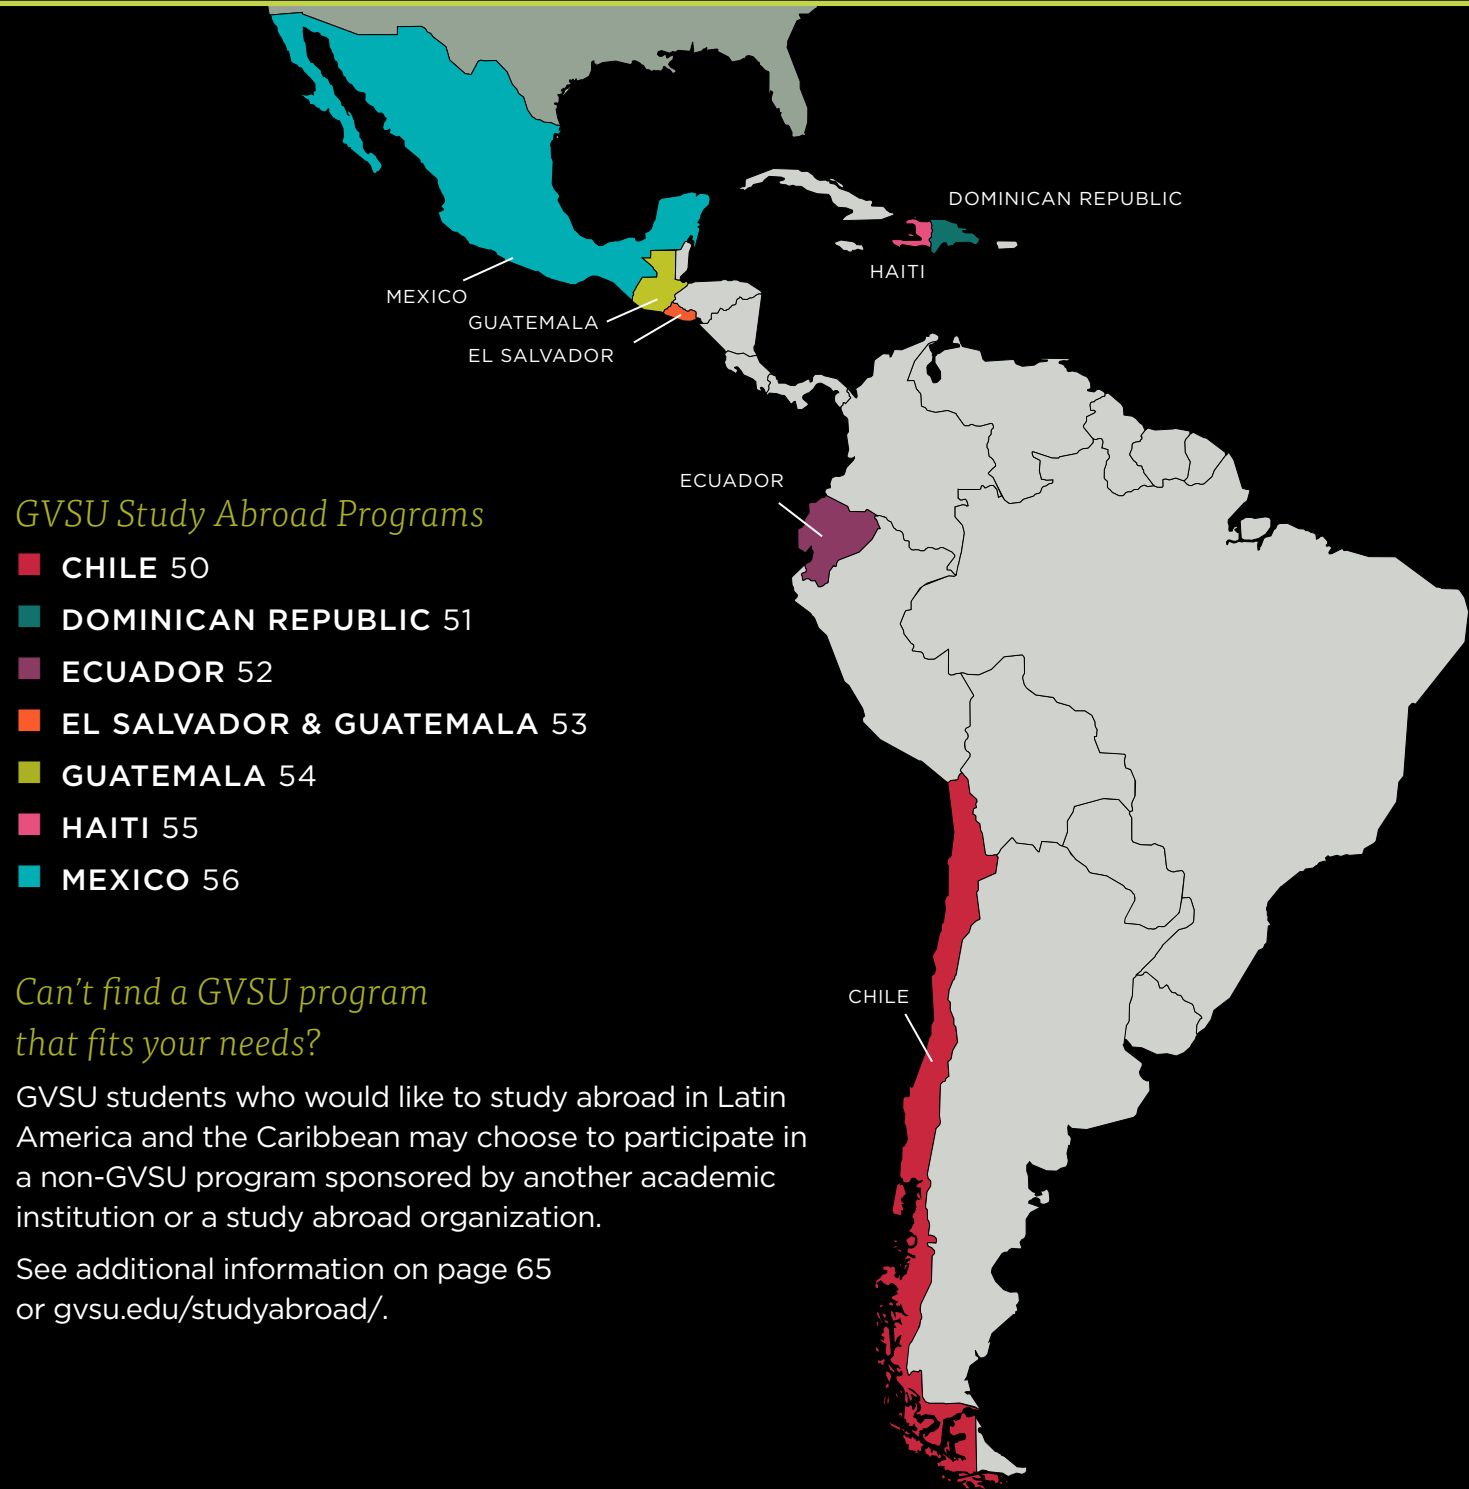 DOMINICAN REPUBLIC
HAITI
MEXICO
GUATEMALA
EL SALVADOR
ECUADOR
GVSU Study Abroad Programs
CHILE 50
DOMINICAN REPUBLIC 51
ECUADOR 52
EL SALVADOR & GUATEMALA 53
GUATEMALA 54
HAITI 55
MEXICO 56
Can't find a GVSU program
that fits your needs?
CHILE
GVSU students who would like to study abroad in Latin
America and the Caribbean may choose to participate in
a non-GVSU program sponsored by another academic
institution or a study abroad organization.
See additional information on page 65
or gvsu.edu/studyabroad/.